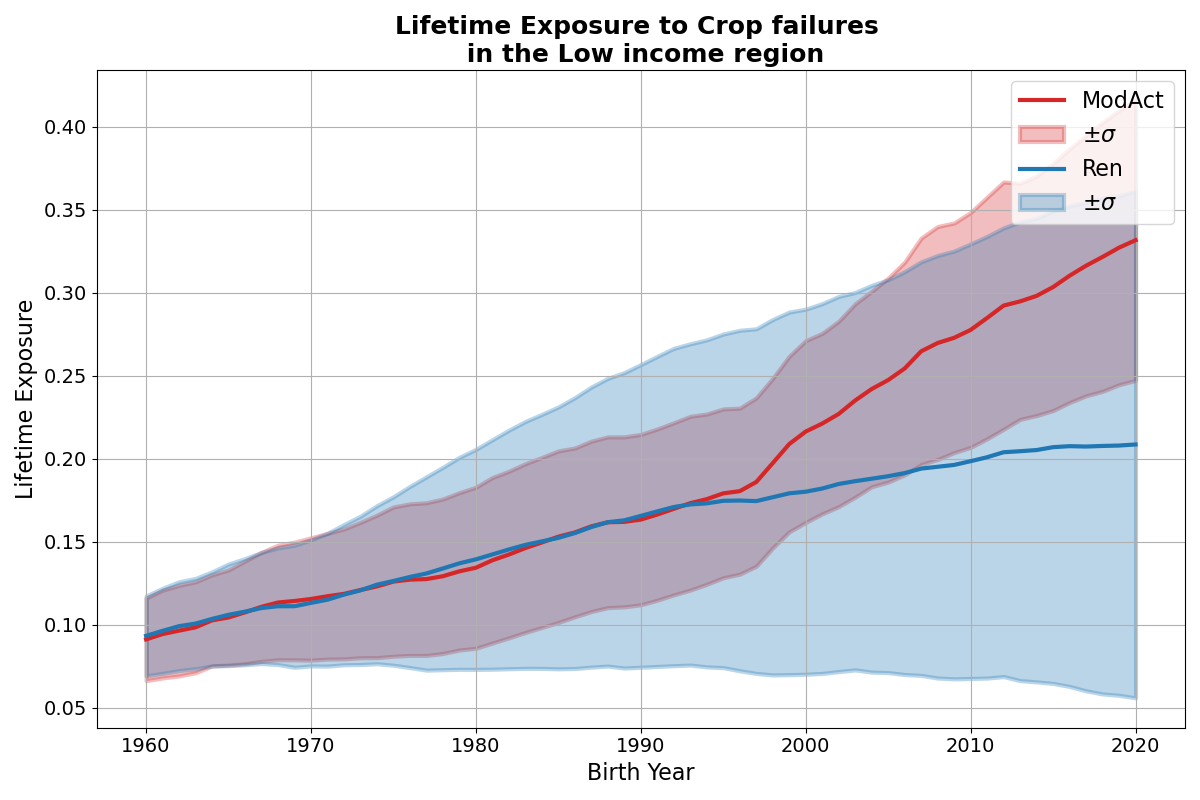 Lifetime Exposure to Crop failures
in the Low income region
ModAct
±σ
Ren
±σ
0.40
0.35
0.30
0.25
0.20
0.15
0.10
0.05
Lifetime Exposure
1960 1970 1980 1990 2000 2010 2020
Birth Year